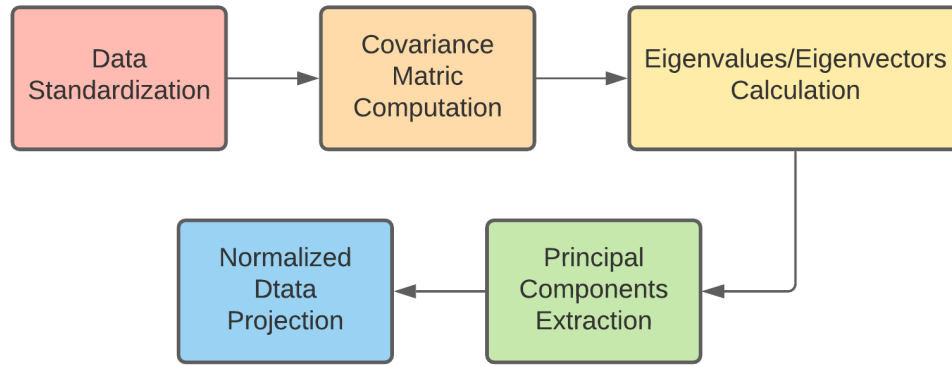 Data
Standardization
Covariance
Matric
Computation
Eigenvalues/Eigenvectors
Calculation
Principal
Components
Extraction
Normalized
Dtata
Projection